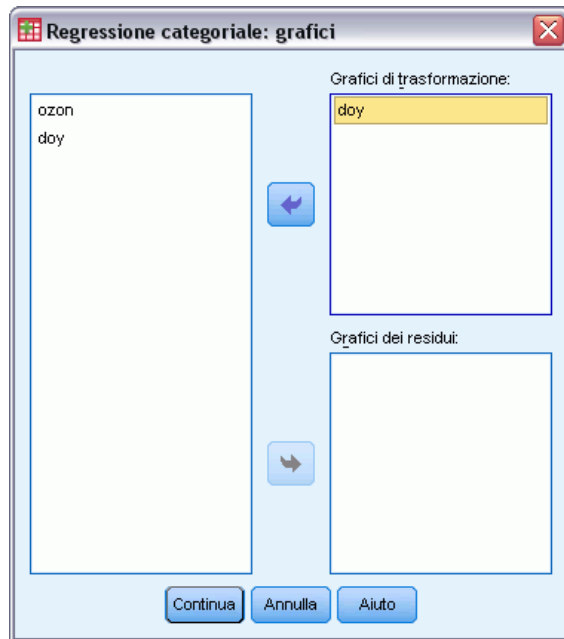 Regressione categoriale: grafici
Grafici di trasformazione:
ozon
doy
doy
Grafici dei residui:
Continua
Annulla
Aiuto